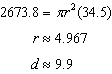 2673.8 = πr²(34.5)
r ≈ 4.967
d ≈ 9.9